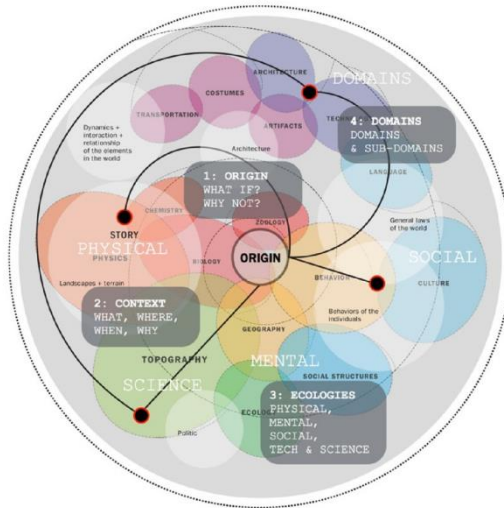 ARCHITECTURE
DOMAINS
COSTUMES
TRANSPORTATION
ARTIFACTS
4: DOMAINS
DOMAINS
& SUB-DOMAINS
Dynamics +
interaction +
relationship of
the elements
in the world
Architecture
LANGUAGE
1: ORIGIN
WHAT IF?
WHY NOT?
CHEMISTRY
ZOOLOGY
STORY
PHYSICAL
PHYSICS
General laws
of the world
SOCIAL
CULTURE
BIOLOGY
ORIGIN
BEHAVIOR
Landscapes + terrain
Behaviors of the
individuals
2: CONTEXT
WHAT, WHERE,
WHEN, WHY
GEOGRAPHY
TOPOGRAPHY
MENTAL
SCIENCE
SOCIAL STRUCTURES
3: ECOLOGIES
PHYSICAL,
MENTAL,
SOCIAL,
TECH & SCIENCE
Politic